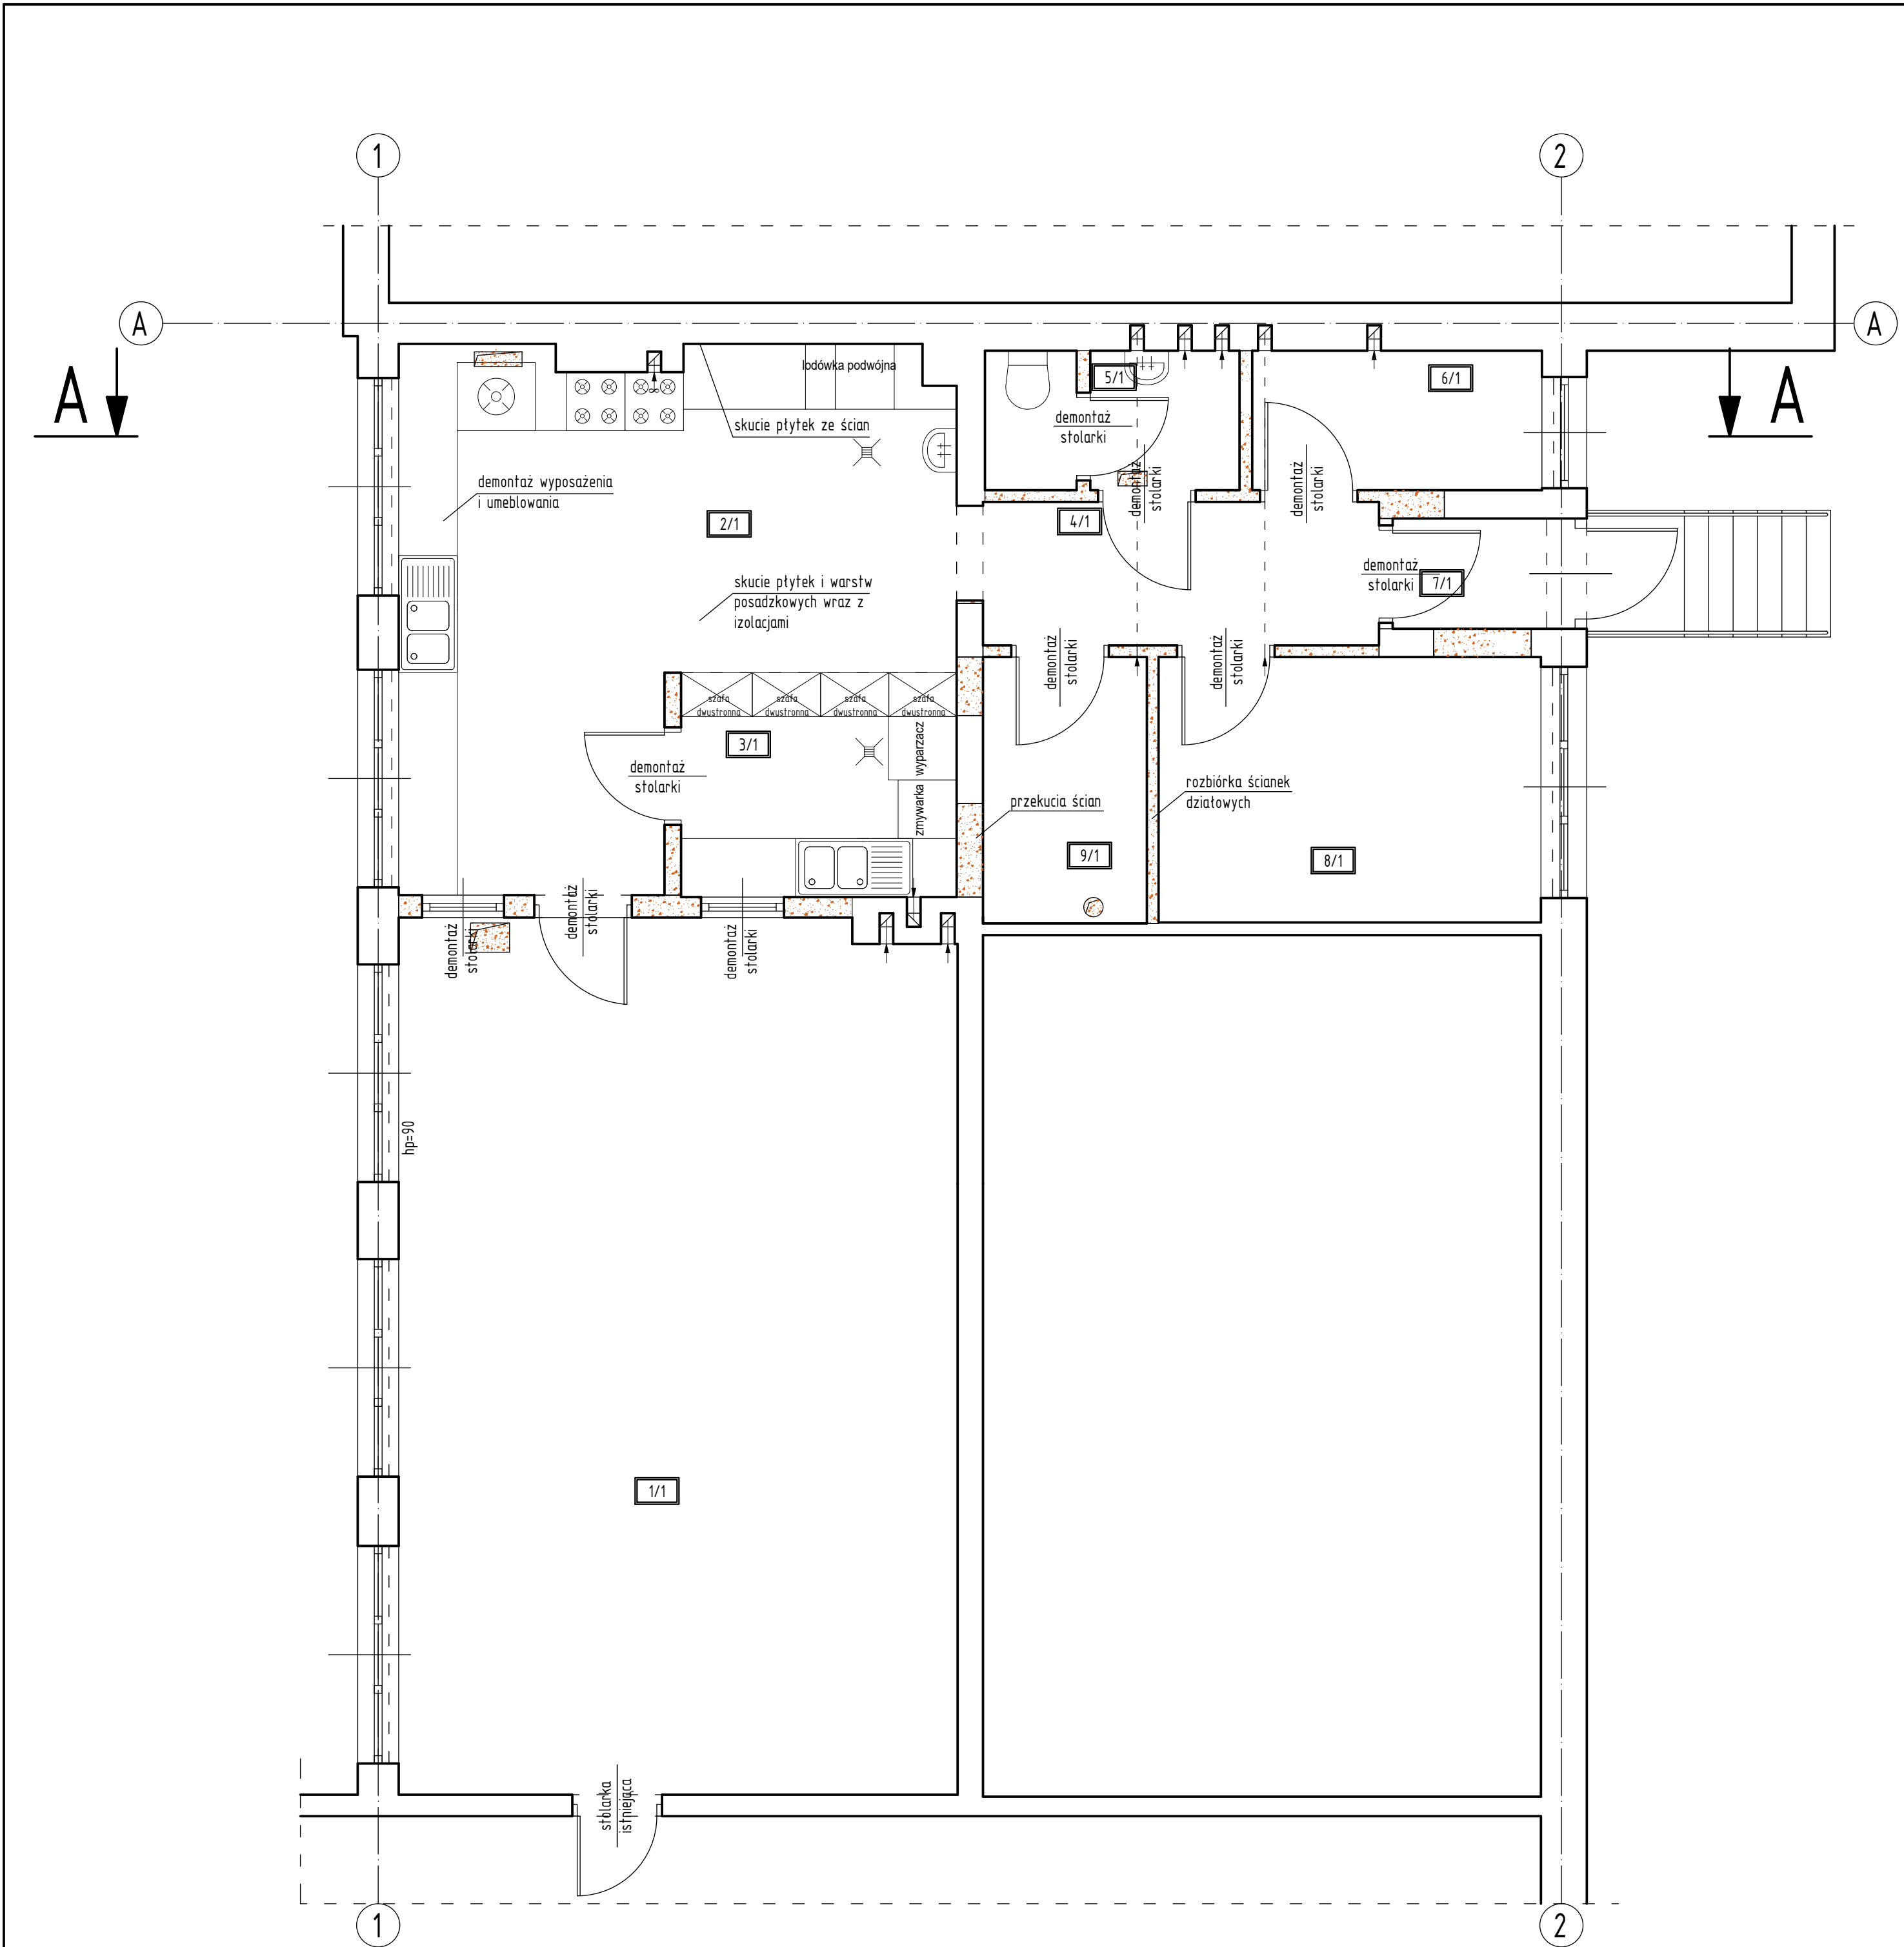 1
2
A
A
A
A
lodówka podwójna
5/1
6/1
skucie płytek ze ścian
demontaż
stolarki
demontaż wyposażenia
i umeblowania
demontaż
stolarki
demontaż
stolarki
2/1
4/1
skucie płytek i warstw
posadzkowych wraz z
izolacjami
demontaż
stolarki
7/1
demontaż
stolarki
demontaż
stolarki
szafa
dwustronna
szafa
dwustronna
szafa
dwustronna
szafa
dwustronna
3/1
wyparzacz
demontaż
stolarki
zmywarka
przekucia ścian
rozbiórka ścianek
działowych
9/1
8/1
demontaż
stolarki
demontaż
stolarki
demontaż
stolarki
hp=90
1/1
stolarka
istniejąca
1
2